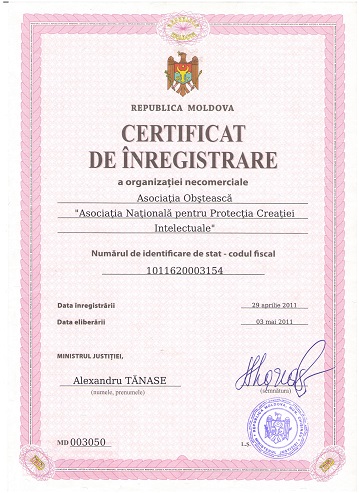 REPUBLICA MOLDOVA
CERTIFICAT
DE ÎNREGISTRARE
a organizației necomerciale
Asociația Obștească
"Asociația Națională pentru Protecția Creației
Intelectuale"
Numărul de identificare de stat - codul fiscal
1011620003154
Data înregistrării 29 aprilie 2011
Data eliberării 03 mai 2011
MINISTRUL JUSTIȚIEI,
Alexandru TĂNASE
(numele, prenumele)
(semnătura)
MD 003050
L.Ș.